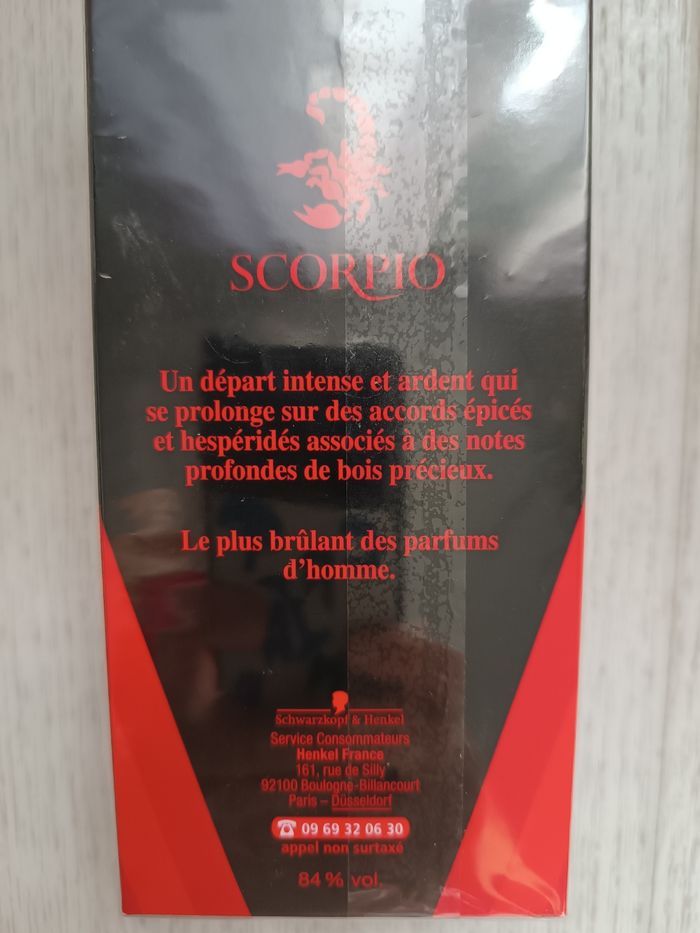 SCORPIO
Un départ intense et ardent qui
se prolonge sur des accords épicés
et hespéridés associés à des notes
profondes de bois précieux.
Le plus brûlant des parfums
d'homme.
Schwarzkopf & Henkel
Service Consommateurs
Henkel France
161, rue de Silly
92100 Boulogne-Billancourt
Paris – Düsseldorf
☎ 09 69 32 06 30
appel non surtaxé
84 % vol.